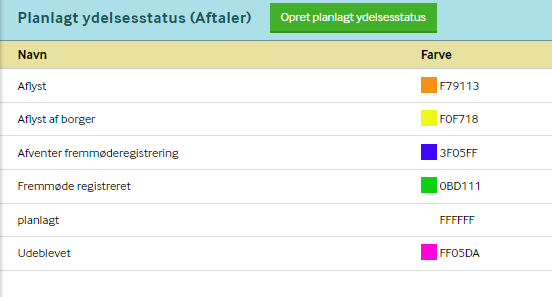 Planlagt ydelsesstatus (Aftaler) Opret planlagt ydelsesstatus
Navn Farve
Aflyst F79113
Aflyst af borger F0F718
Afventer fremmøderegistrering 3F05FF
Fremmøde registreret 0BD111
planlagt FFFFFF
Udeblevet FF05DA